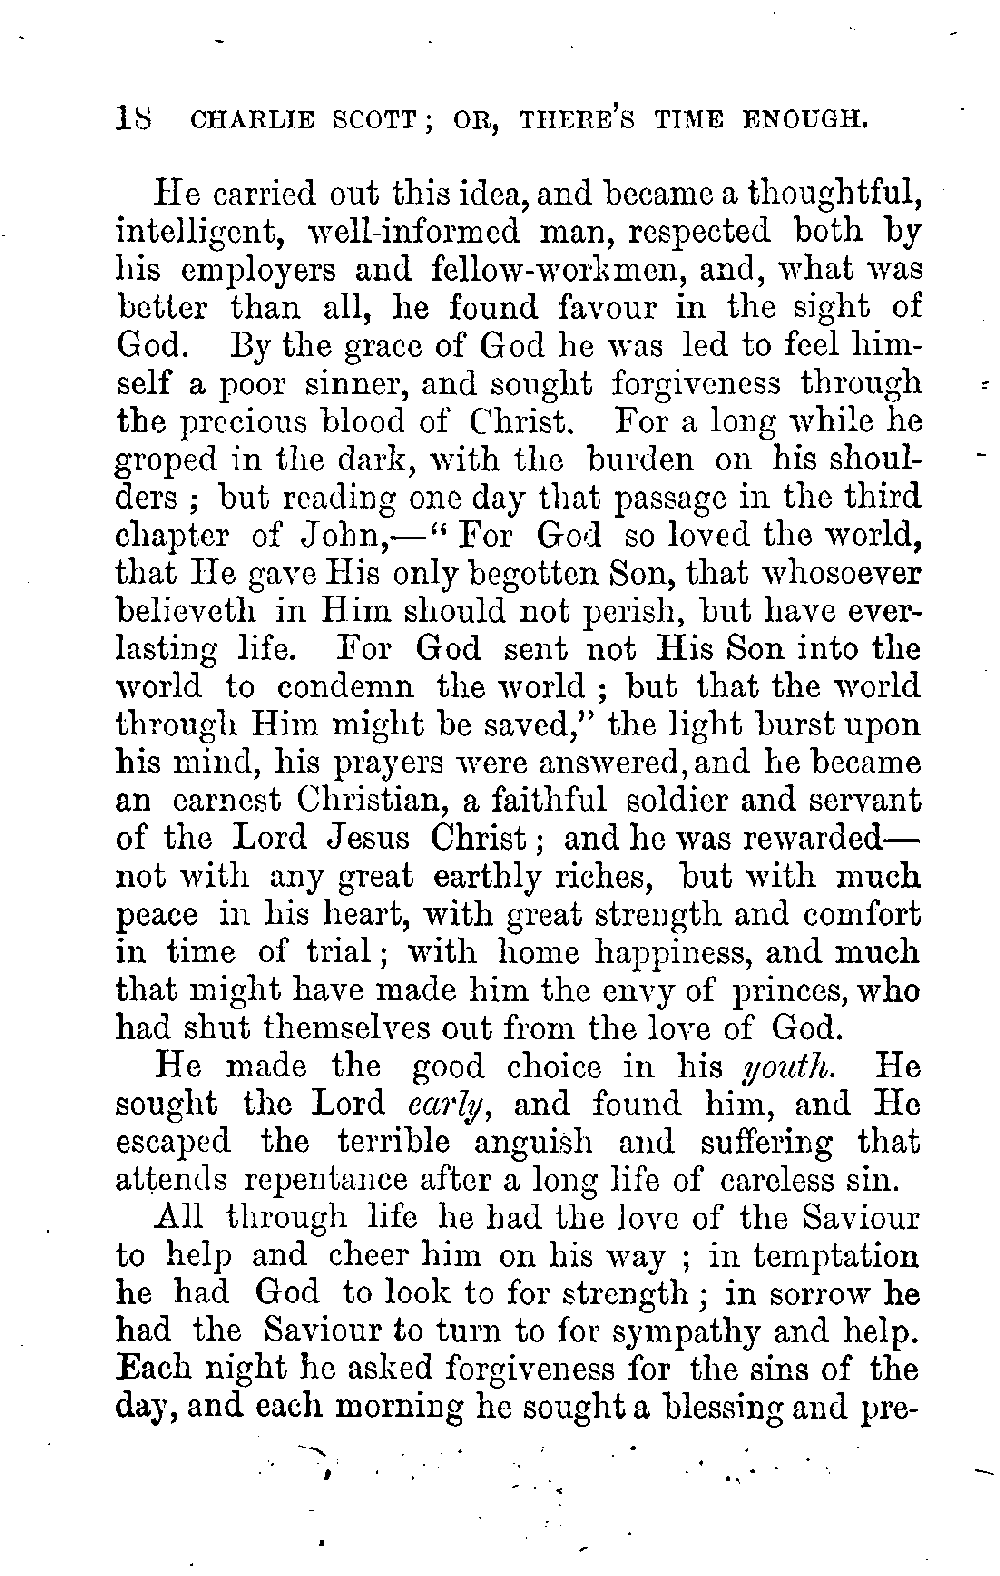 18 CHARLIE SCOTT; OR, THERE'S TIME ENOUGH.
He carried out this idea, and became a thoughtful,
intelligent, well-informed man, respected both by
his employers and fellow-workmen, and, what was
better than all, he found favour in the sight of
God. By the grace of God he was led to feel him-
self a poor sinner, and sought forgiveness through
the precious blood of Christ. For a long while he
groped in the dark, with the burden on his shoul-
ders ; but reading one day that passage in the third
chapter of John,—" For God so loved the world,
that He gave His only begotten Son, that whosoever
believeth in Him should not perish, but have ever-
lasting life. For God sent not His Son into the
world to condemn the world ; but that the world
through Him might be saved," the light burst upon
his mind, his prayers were answered, and he became
an earnest Christian, a faithful soldier and servant
of the Lord Jesus Christ ; and he was rewarded—
not with any great earthly riches, but with much
peace in his heart, with great strength and comfort
in time of trial ; with home happiness, and much
that might have made him the envy of princes, who
had shut themselves out from the love of God.
He made the good choice in his youth. He
sought the Lord early, and found him, and He
escaped the terrible anguish and suffering that
attends repentance after a long life of careless sin.
All through life he had the love of the Saviour
to help and cheer him on his way ; in temptation
he had God to look to for strength ; in sorrow he
had the Saviour to turn to for sympathy and help.
Each night he asked forgiveness for the sins of the
day, and each morning he sought a blessing and pre-